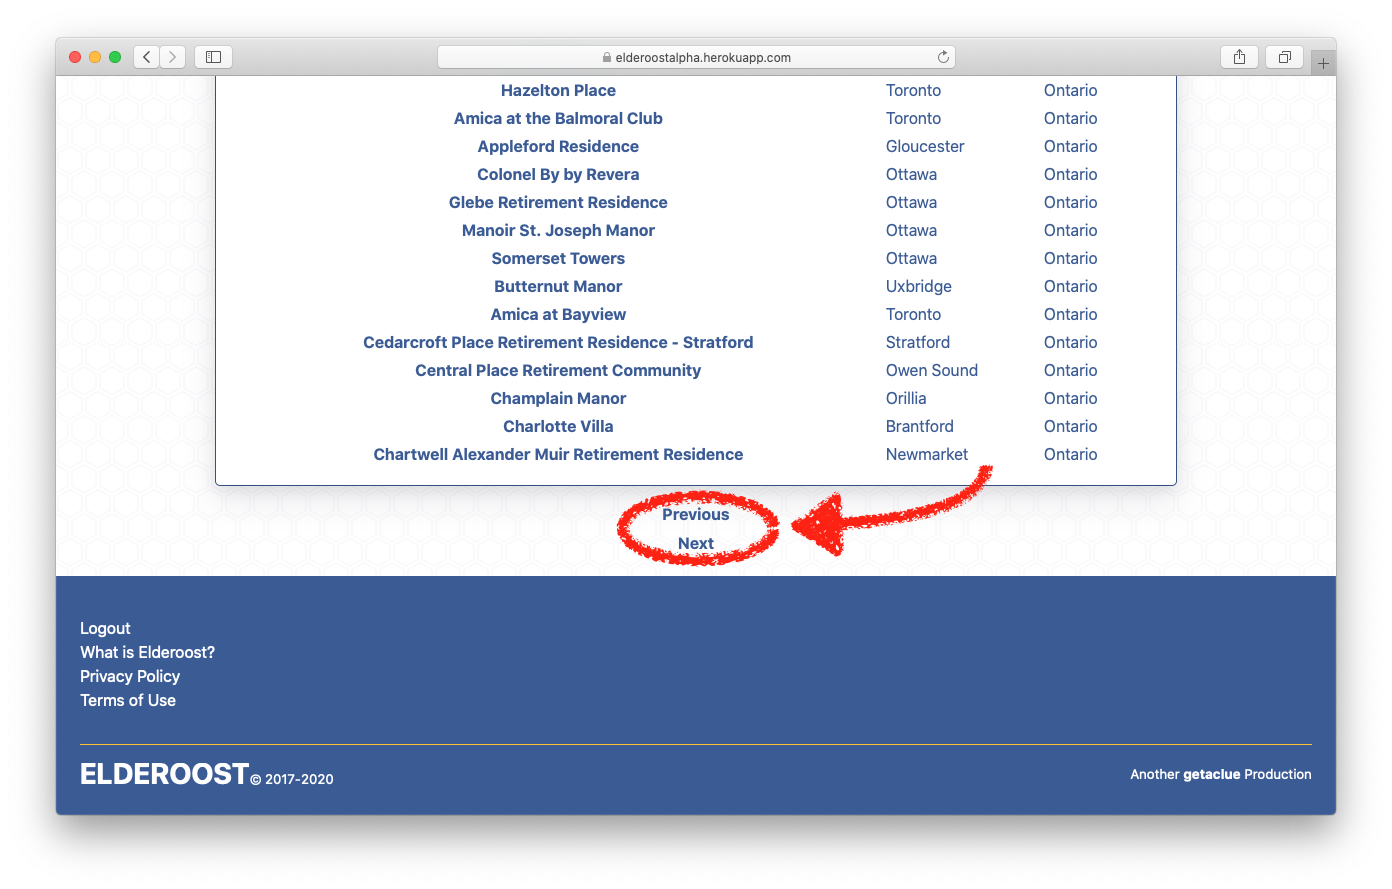 elderoostalpha.herokuapp.com
Hazelton Place Toronto Ontario
Amica at the Balmoral Club Toronto Ontario
Appleford Residence Gloucester Ontario
Colonel By by Revera Ottawa Ontario
Glebe Retirement Residence Ottawa Ontario
Manoir St. Joseph Manor Ottawa Ontario
Somerset Towers Ottawa Ontario
Butternut Manor Uxbridge Ontario
Amica at Bayview Toronto Ontario
Cedarcroft Place Retirement Residence - Stratford Stratford Ontario
Central Place Retirement Community Owen Sound Ontario
Champlain Manor Orillia Ontario
Charlotte Villa Brantford Ontario
Chartwell Alexander Muir Retirement Residence Newmarket Ontario
Previous
Next
Logout
What is Elderoost?
Privacy Policy
Terms of Use
ELDEROOST © 2017-2020
Another getaclue Production